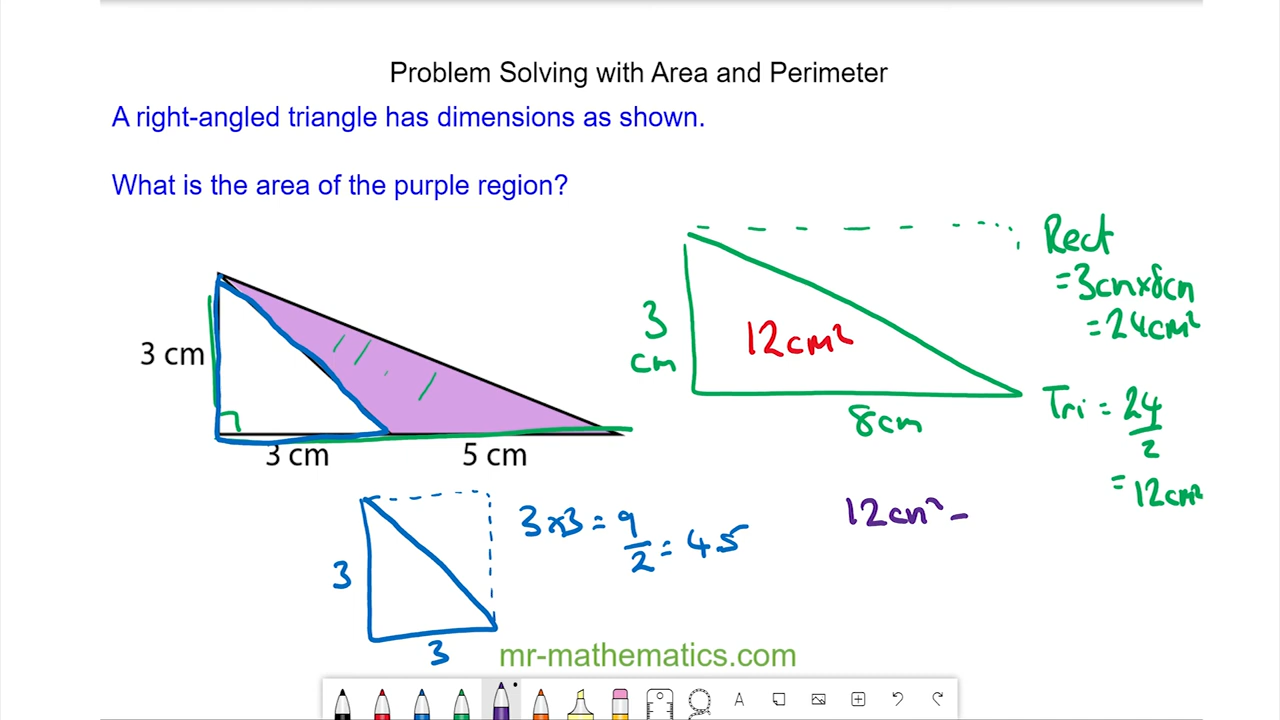 Problem Solving with Area and Perimeter
A right-angled triangle has dimensions as shown.
What is the area of the purple region?
3 cm
3 cm
5 cm
3
cm
12cm²
8cm
Rect
=3cm×8cm
=24cm²
Tri = 24
2
= 12cm²
3
3
3×3 = 9
2 = 4.5
12cm² –
mr-mathematics.com
A